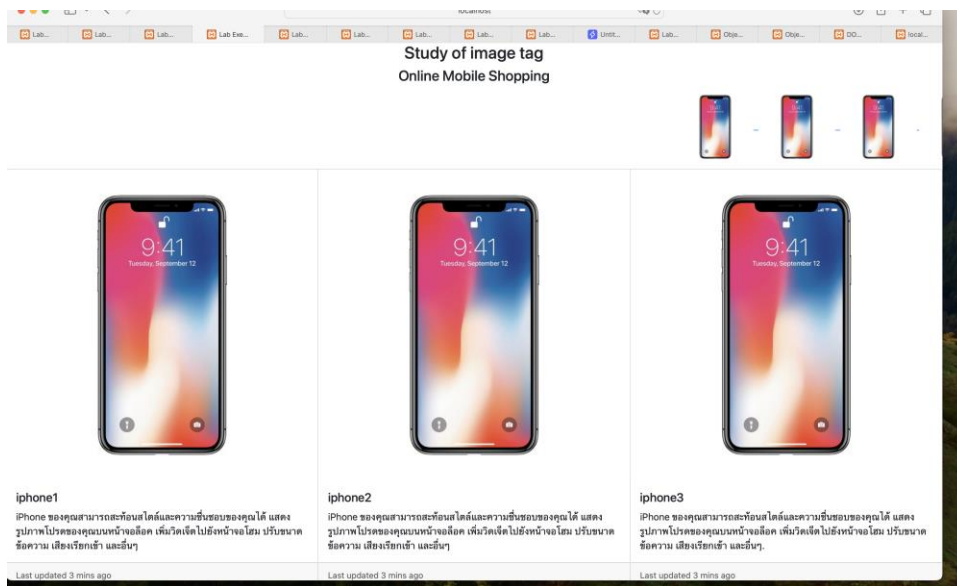 localhost
Lab...
Lab...
Lab...
Lab Exe...
Lab...
Lab...
Lab...
Lab...
Lab...
Untit...
Lab...
Obje...
Obje...
DO...
local...
Study of image tag
Online Mobile Shopping
9:41
Tuesday, September 12
9:41
Tuesday, September 12
9:41
Tuesday, September 12
iphone1
iPhone ของคุณสามารถสะท้อนสไตล์และความชื่นชอบของคุณได้ แสดง
รูปภาพโปรดของคุณบนหน้าจอล็อค เพิ่มวิดเจ็ตไปยังหน้าจอโฮม ปรับขนาด
ข้อความ เสียงเรียกเข้า และอื่นๆ
Last updated 3 mins ago
iphone2
iPhone ของคุณสามารถสะท้อนสไตล์และความชื่นชอบของคุณได้ แสดง
รูปภาพโปรดของคุณบนหน้าจอล็อค เพิ่มวิดเจ็ตไปยังหน้าจอโฮม ปรับขนาด
ข้อความ เสียงเรียกเข้า และอื่นๆ
Last updated 3 mins ago
iphone3
iPhone ของคุณสามารถสะท้อนสไตล์และความชื่นชอบของคุณได้ แสดง
รูปภาพโปรดของคุณบนหน้าจอล็อค เพิ่มวิดเจ็ตไปยังหน้าจอโฮม ปรับขนาด
ข้อความ เสียงเรียกเข้า และอื่นๆ.
Last updated 3 mins ago